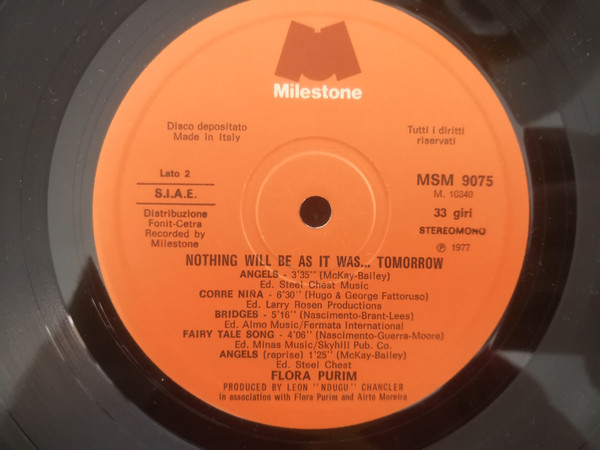 Milestone
Disco depositato
Made in Italy
Tutti i diritti
riservati
Lato 2
S.I.A.E.
Distribuzione
Fonit-Cetra
Recorded by
Milestone
MSM 9075
M. 10340
33 giri
STEREOMONO
℗ 1977
NOTHING WILL BE AS IT WAS... TOMORROW
ANGELS - 3'35'' (McKay-Bailey)
Ed. Steel Chest Music
CORRE NIÑA - 6'30'' (Hugo & George Fattoruso)
Ed. Larry Rosen Productions
BRIDGES - 5'16'' (Nascimento-Brant-Lees)
Ed. Almo Music/Fermata International
FAIRY TALE SONG - 4'06'' (Nascimento-Guerra-Moore)
Ed. Minas Music/Skyhill Pub. Co.
ANGELS (reprise) 1'25'' (McKay-Bailey)
Ed. Steel Chest
FLORA PURIM
PRODUCED BY LEON "NDUGU" CHANCLER
in association with Flora Purim and Airto Moreira